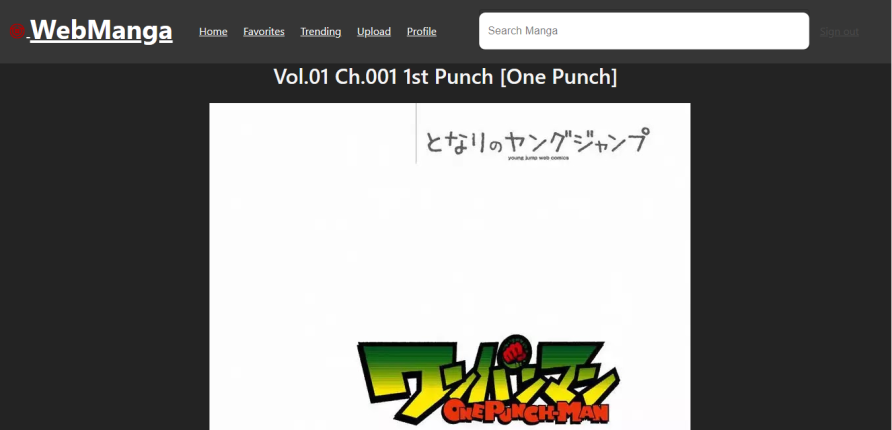 WebManga
Home Favorites Trending Upload Profile
Search Manga
Sign out
Vol.01 Ch.001 1st Punch [One Punch]
となりのヤングジャンプ
young jump web comics
ワンパンマン
ONE PUNCH-MAN